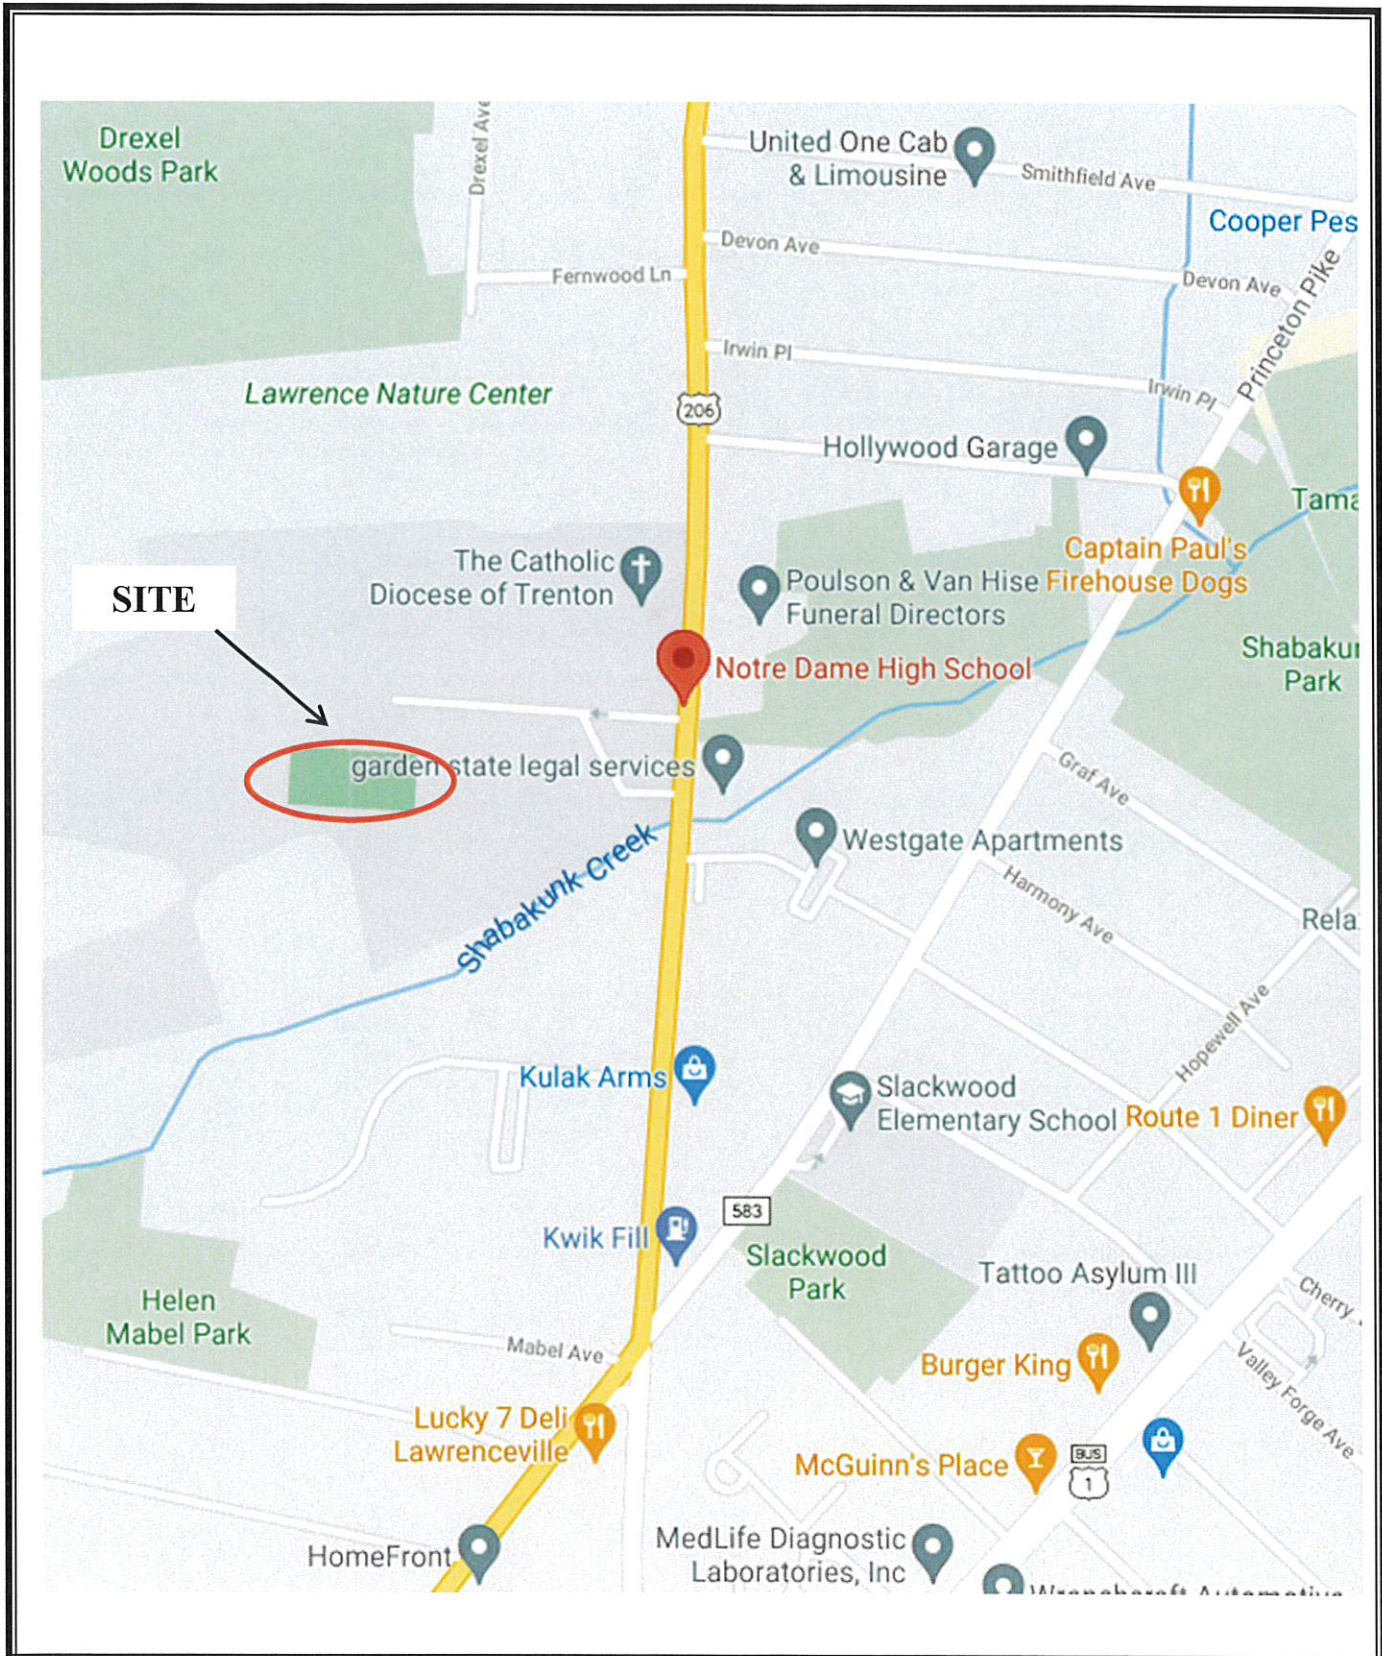 Drexel
Woods Park
Drexel Ave
United One Cab
& Limousine
Smithfield Ave
Cooper Pes
Devon Ave
Devon Ave
Fernwood Ln
Princeton Pike
Irwin Pl
Irwin Pl
Lawrence Nature Center
206
Hollywood Garage
Tama
Captain Paul's
Firehouse Dogs
The Catholic
Diocese of Trenton
Poulson & Van Hise
Funeral Directors
SITE
Shabakun
Park
Notre Dame High School
garden state legal services
Graf Ave
Westgate Apartments
Shabakunk Creek
Harmony Ave
Rela
Hopewell Ave
Kulak Arms
Slackwood
Elementary School
Route 1 Diner
583
Kwik Fill
Slackwood
Park
Tattoo Asylum III
Cherry
Helen
Mabel Park
Mabel Ave
Burger King
Valley Forge Ave
Lucky 7 Deli
Lawrenceville
McGuinn's Place
BUS
1
HomeFront
MedLife Diagnostic
Laboratories, Inc